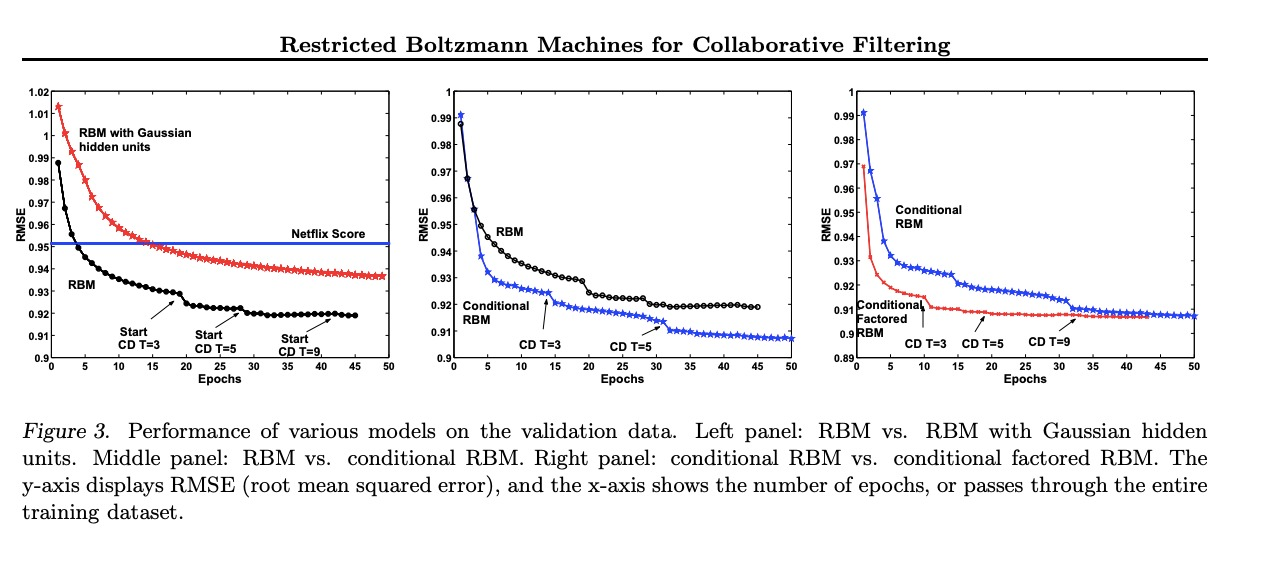 Restricted Boltzmann Machines for Collaborative Filtering
1.02
1.01
1
0.99
0.98
0.97
0.96
0.95
0.94
0.93
0.92
0.91
0.9
RMSE
RBM with Gaussian
hidden units
Netflix Score
RBM
Start
CD T=3
Start
CD T=5
Start
CD T=9
0 5 10 15 20 25 30 35 40 45 50
Epochs
1
0.99
0.98
0.97
0.96
0.95
0.94
0.93
0.92
0.91
0.9
RMSE
RBM
Conditional
RBM
CD T=3
CD T=5
0 5 10 15 20 25 30 35 40 45 50
Epochs
1
0.99
0.98
0.97
0.96
0.95
0.94
0.93
0.92
0.91
0.9
0.89
RMSE
Conditional
RBM
Conditional
Factored
RBM
CD T=3
CD T=5
CD T=9
0 5 10 15 20 25 30 35 40 45 50
Epochs
Figure 3. Performance of various models on the validation data. Left panel: RBM vs. RBM with Gaussian hidden
units. Middle panel: RBM vs. conditional RBM. Right panel: conditional RBM vs. conditional factored RBM. The
y-axis displays RMSE (root mean squared error), and the x-axis shows the number of epochs, or passes through the entire
training dataset.